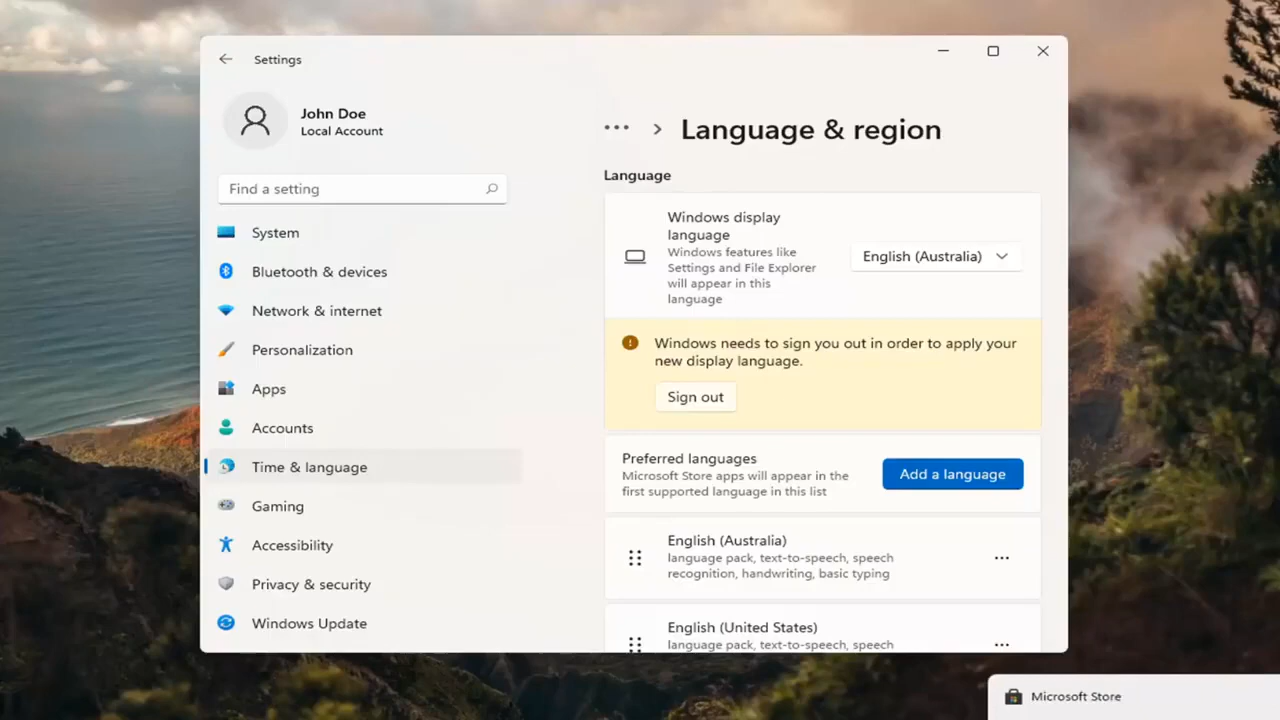 Settings
John Doe
Local Account
Find a setting
System
Bluetooth & devices
Network & internet
Personalization
Apps
Accounts
Time & language
Gaming
Accessibility
Privacy & security
Windows Update
Language & region
Language
Windows display
language
Windows features like
Settings and File Explorer
will appear in this
language
English (Australia)
Windows needs to sign you out in order to apply your
new display language.
Sign out
Preferred languages
Microsoft Store apps will appear in the
first supported language in this list
Add a language
English (Australia)
language pack, text-to-speech, speech
recognition, handwriting, basic typing
English (United States)
language pack, text-to-speech, speech
Microsoft Store